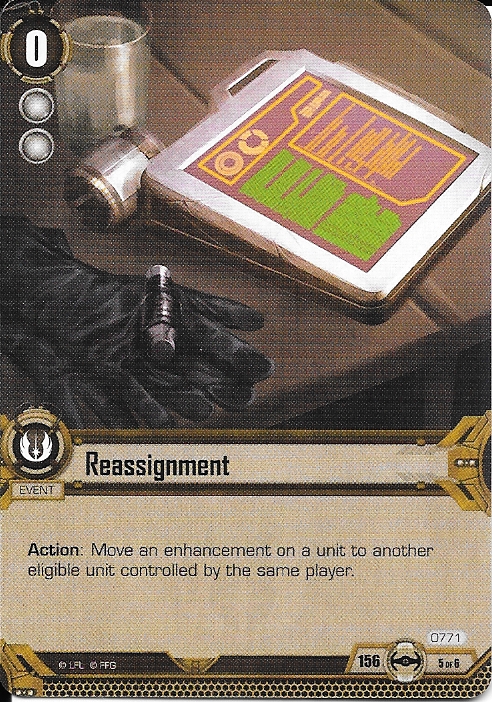 0
Reassignment
EVENT
Action: Move an enhancement on a unit to another
eligible unit controlled by the same player.
0771
© LFL © FFG
156
5 OF 6